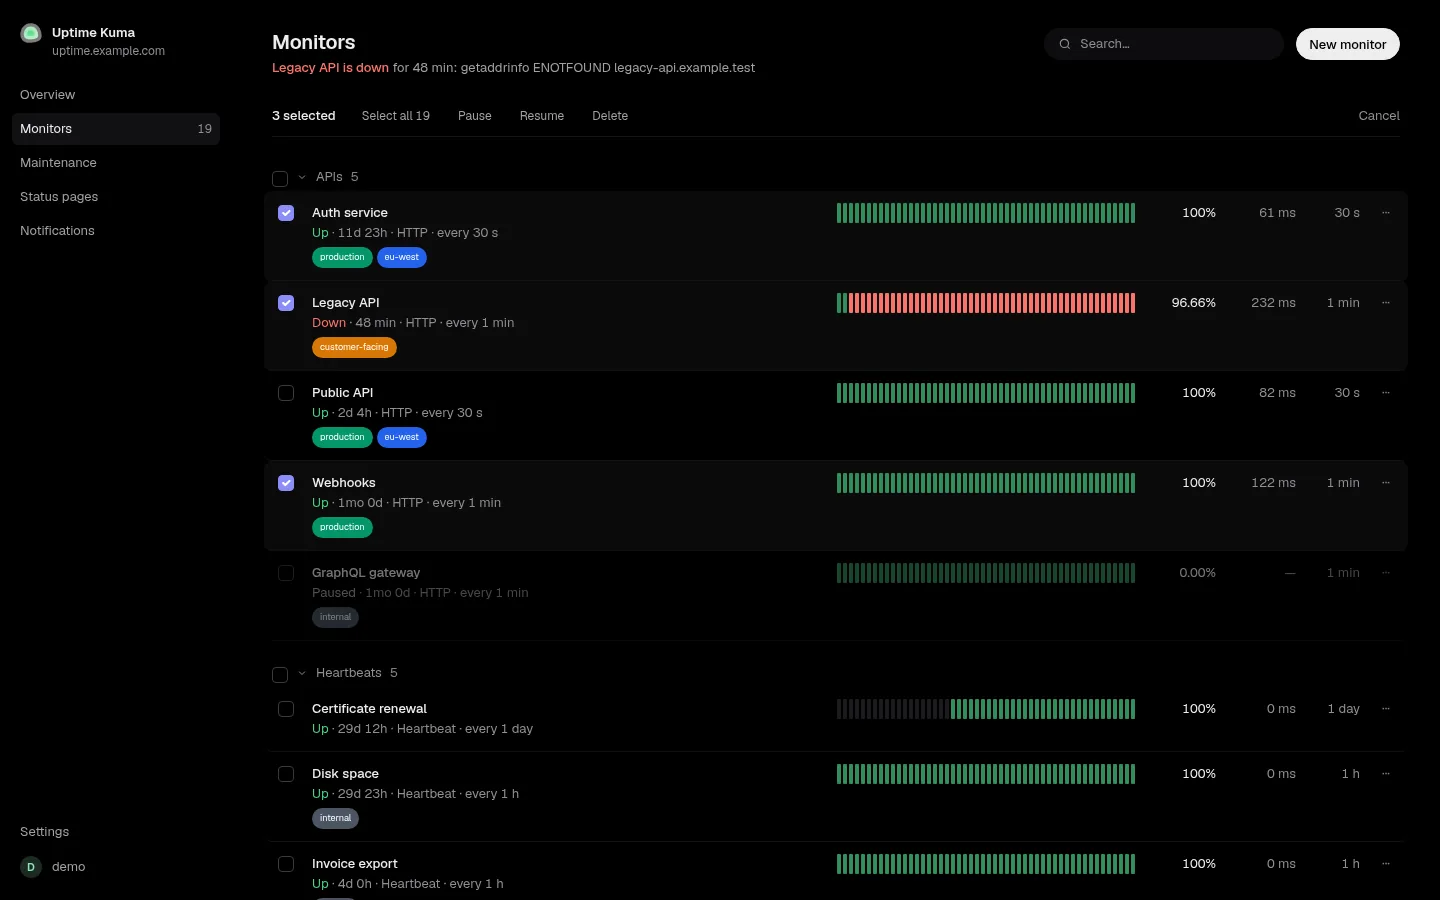 Uptime Kuma
uptime.example.com
Overview
Monitors 19
Maintenance
Status pages
Notifications
Settings
D demo
Monitors
Legacy API is down for 48 min: getaddrinfo ENOTFOUND legacy-api.example.test
Search...
New monitor
3 selected Select all 19 Pause Resume Delete Cancel
APIs 5
Auth service 100% 61 ms 30 s ...
Up · 11d 23h · HTTP · every 30 s
production eu-west
Legacy API 96.66% 232 ms 1 min ...
Down · 48 min · HTTP · every 1 min
customer-facing
Public API 100% 82 ms 30 s ...
Up · 2d 4h · HTTP · every 30 s
production eu-west
Webhooks 100% 122 ms 1 min ...
Up · 1mo 0d · HTTP · every 1 min
production
GraphQL gateway 0.00% — 1 min ...
Paused · 1mo 0d · HTTP · every 1 min
internal
Heartbeats 5
Certificate renewal 100% 0 ms 1 day ...
Up · 29d 12h · Heartbeat · every 1 day
Disk space 100% 0 ms 1 h ...
Up · 29d 23h · Heartbeat · every 1 h
internal
Invoice export 100% 0 ms 1 h ...
Up · 4d 0h · Heartbeat · every 1 h